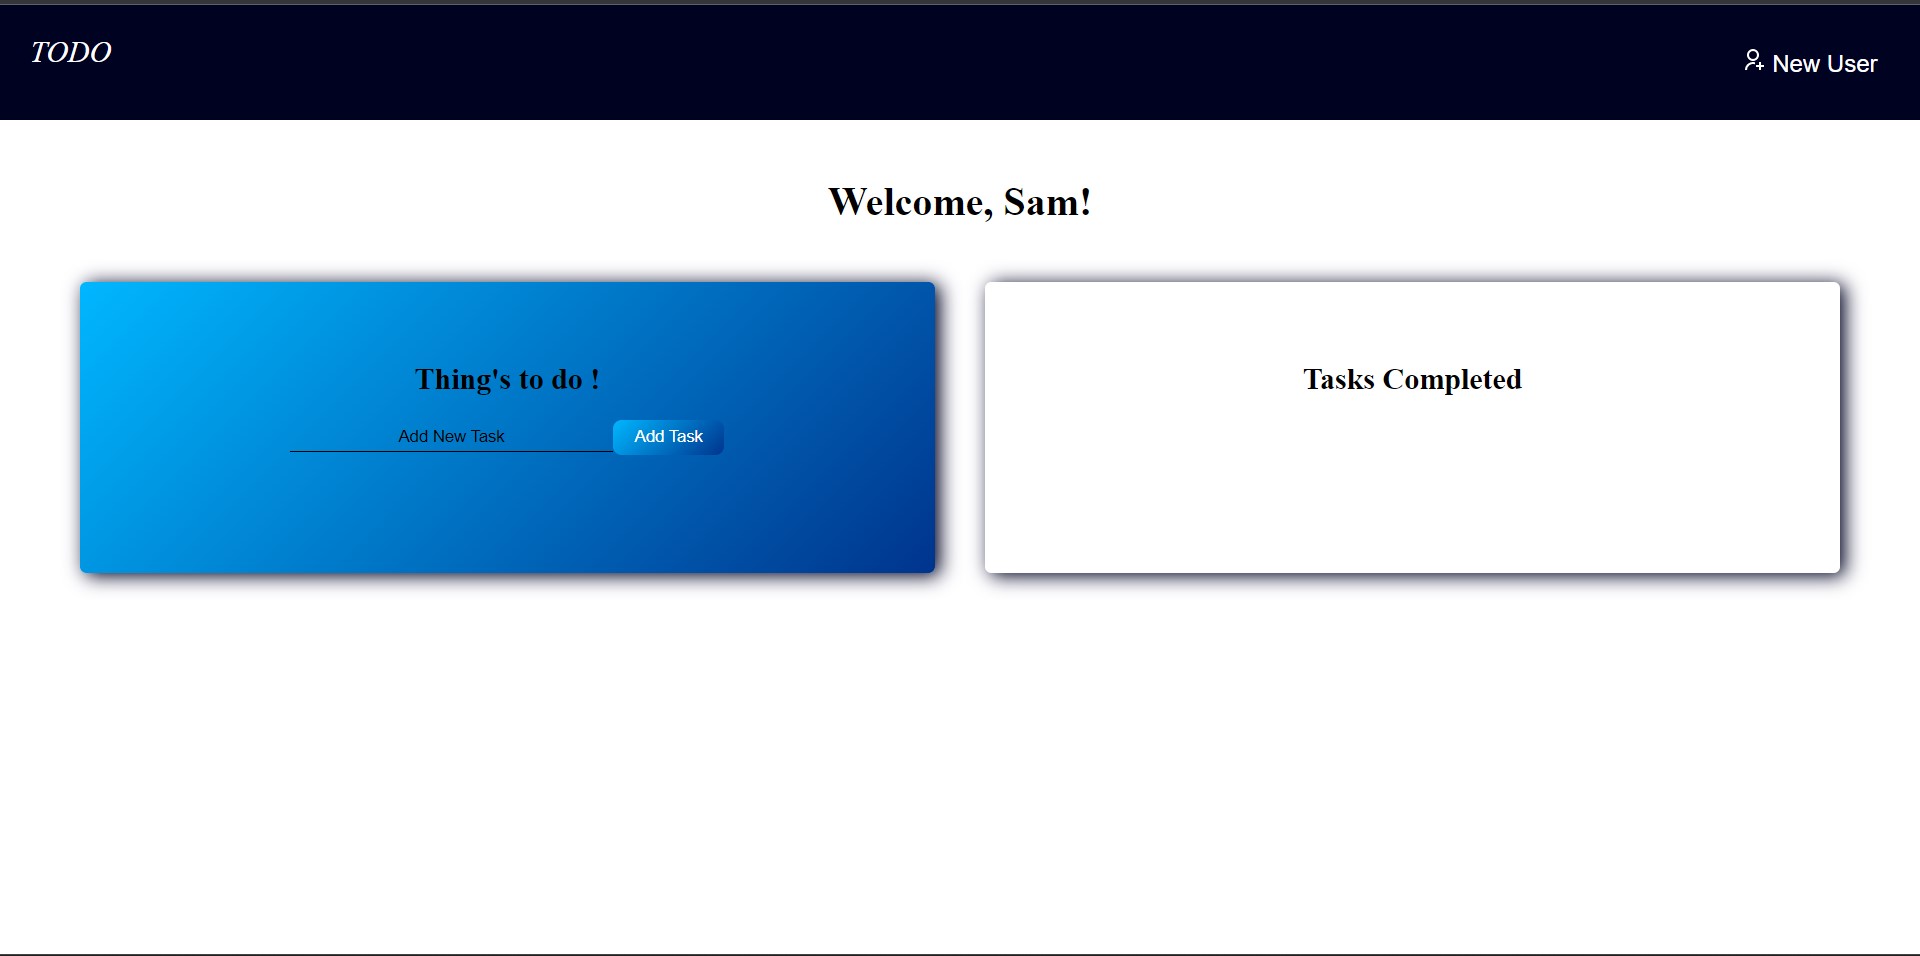 TODO
New User
Welcome, Sam!
Thing's to do !
Add New Task
Add Task
Tasks Completed